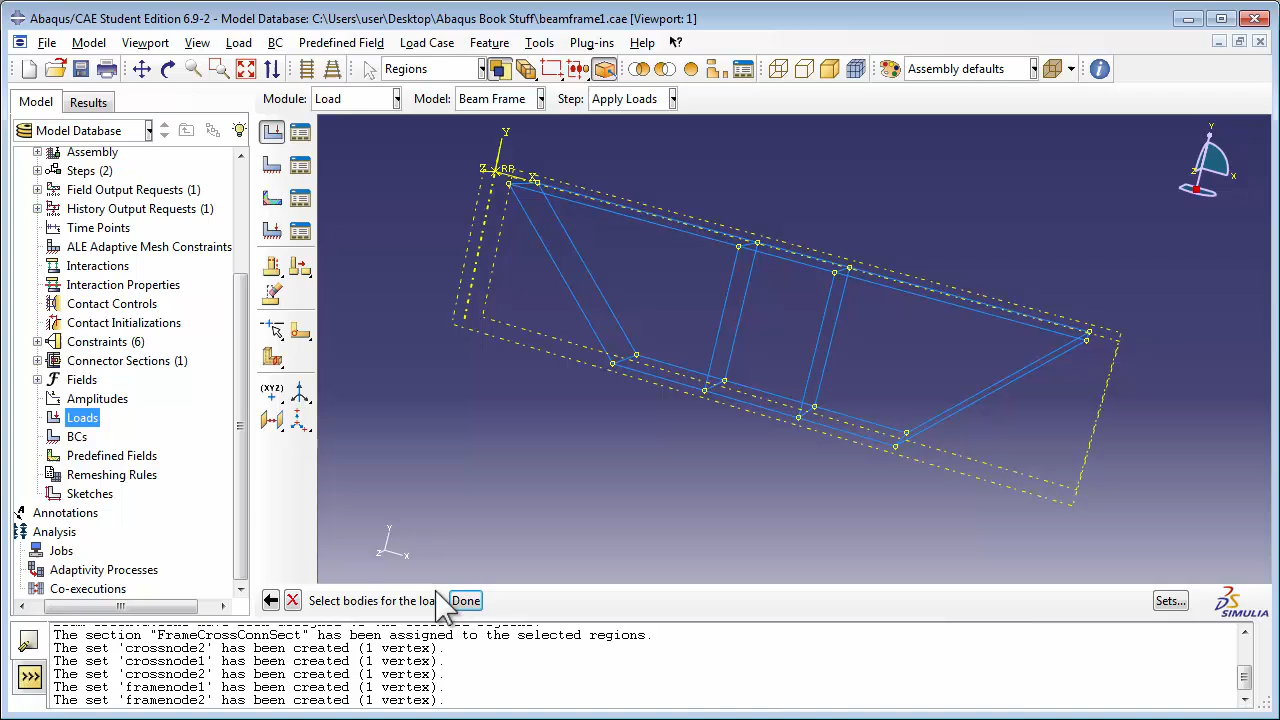 Abaqus/CAE Student Edition 6.9-2 - Model Database: C:\Users\user\Desktop\Abaqus Book Stuff\beamframe1.cae [Viewport: 1]
File Model Viewport View Load BC Predefined Field Load Case Feature Tools Plug-ins Help
Regions
Assembly defaults
Model Results
Module: Load Model: Beam Frame Step: Apply Loads
Model Database
Assembly
Steps (2)
Field Output Requests (1)
History Output Requests (1)
Time Points
ALE Adaptive Mesh Constraints
Interactions
Interaction Properties
Contact Controls
Contact Initializations
Constraints (6)
Connector Sections (1)
Fields
Amplitudes
Loads
BCs
Predefined Fields
Remeshing Rules
Sketches
Annotations
Analysis
Jobs
Adaptivity Processes
Co-executions
(XYZ)
Y
Z RP X
Y
Z X
Y
Z X
Select bodies for the loa
Done
Sets...
SIMULIA
The section "FrameCrossConnSect" has been assigned to the selected regions.
The set 'crossnode2' has been created (1 vertex).
The set 'crossnode1' has been created (1 vertex).
The set 'crossnode2' has been created (1 vertex).
The set 'framenode1' has been created (1 vertex).
The set 'framenode2' has been created (1 vertex).
>>>